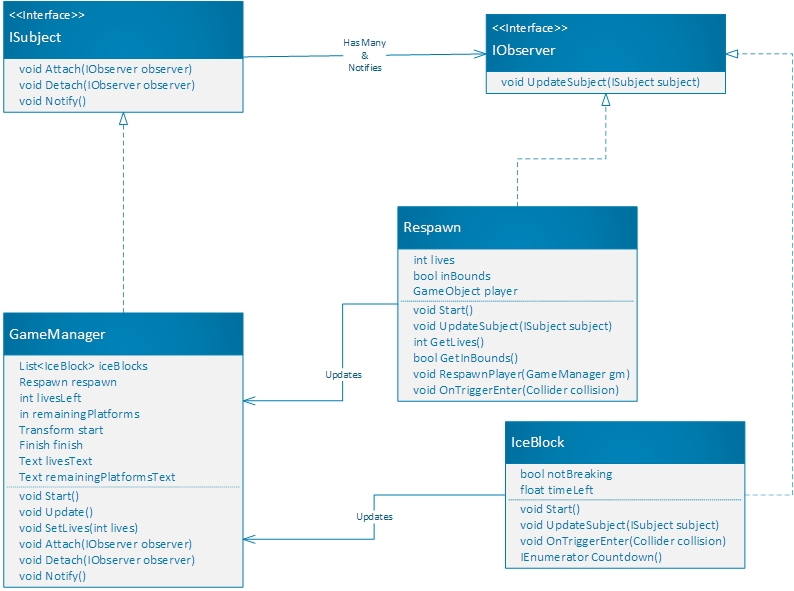 <<Interface>>
ISubject
void Attach(IObserver observer)
void Detach(IObserver observer)
void Notify()
Has Many
&
Notifies
<<Interface>>
IObserver
void UpdateSubject(ISubject subject)
Respawn
int lives
bool inBounds
GameObject player
void Start()
void UpdateSubject(ISubject subject)
int GetLives()
bool GetInBounds()
void RespawnPlayer(GameManager gm)
void OnTriggerEnter(Collider collision)
Updates
GameManager
List<IceBlock> iceBlocks
Respawn respawn
int livesLeft
in remainingPlatforms
Transform start
Finish finish
Text livesText
Text remainingPlatformsText
void Start()
void Update()
void SetLives(int lives)
void Attach(IObserver observer)
void Detach(IObserver observer)
void Notify()
Updates
IceBlock
bool notBreaking
float timeLeft
void Start()
void UpdateSubject(ISubject subject)
void OnTriggerEnter(Collider collision)
IEnumerator Countdown()